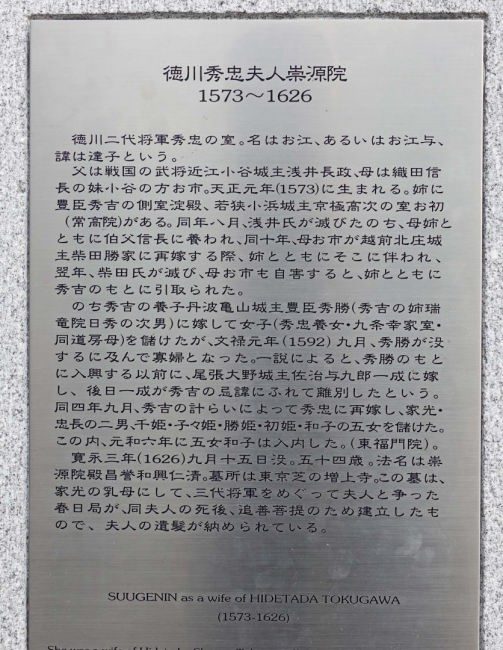 徳川秀忠夫人崇源院
1573～1626
徳川二代将軍秀忠の室。名はお江、あるいはお江与、
諱は達子という。
父は戦国の武将近江小谷城主浅井長政、母は織田信
長の妹小谷の方お市。天正元年(1573)に生まれる。姉に
豊臣秀吉の側室淀殿、若狭小浜城主京極高次の室お初
(常高院)がある。同年八月、浅井氏が滅びたのち、母姉と
ともに伯父信長に養われ、同十年、母お市が越前北庄城
主柴田勝家に再嫁する際、姉とともにそこに伴われ、
翌年、柴田氏が滅び、母お市も自害すると、姉とともに
秀吉のもとに引取られた。
のち秀吉の養子丹波亀山城主豊臣秀勝(秀吉の姉瑞
竜院日秀の次男)に嫁して女子(秀忠養女・九条幸家室・
同道房母)を儲けたが、文禄元年(1592)九月、秀勝が没
するに及んで寡婦となった。一説によると、秀勝のもと
に入興する以前に、尾張大野城主佐治与九郎一成に嫁
し、後日一成が秀吉の忌諱にふれて離別したという。
同四年九月、秀吉の計らいによって秀忠に再嫁し、家光・
忠長の二男、千姫・子々姫・勝姫・初姫・和子の五女を儲けた。
この内、元和六年に五女和子は入内した。(東福門院)。
寛永三年(1626)九月十五日没。五十四歳。法名は崇
源院殿昌誉和興仁清。墓所は東京芝の増上寺。この墓は、
家光の乳母にして、三代将軍をめぐって夫人と争った
春日局が、同夫人の死後、追善菩提のため建立したも
ので、夫人の遺髪が納められている。
SUUGENIN as a wife of HIDETADA TOKUGAWA
(1573-1626)